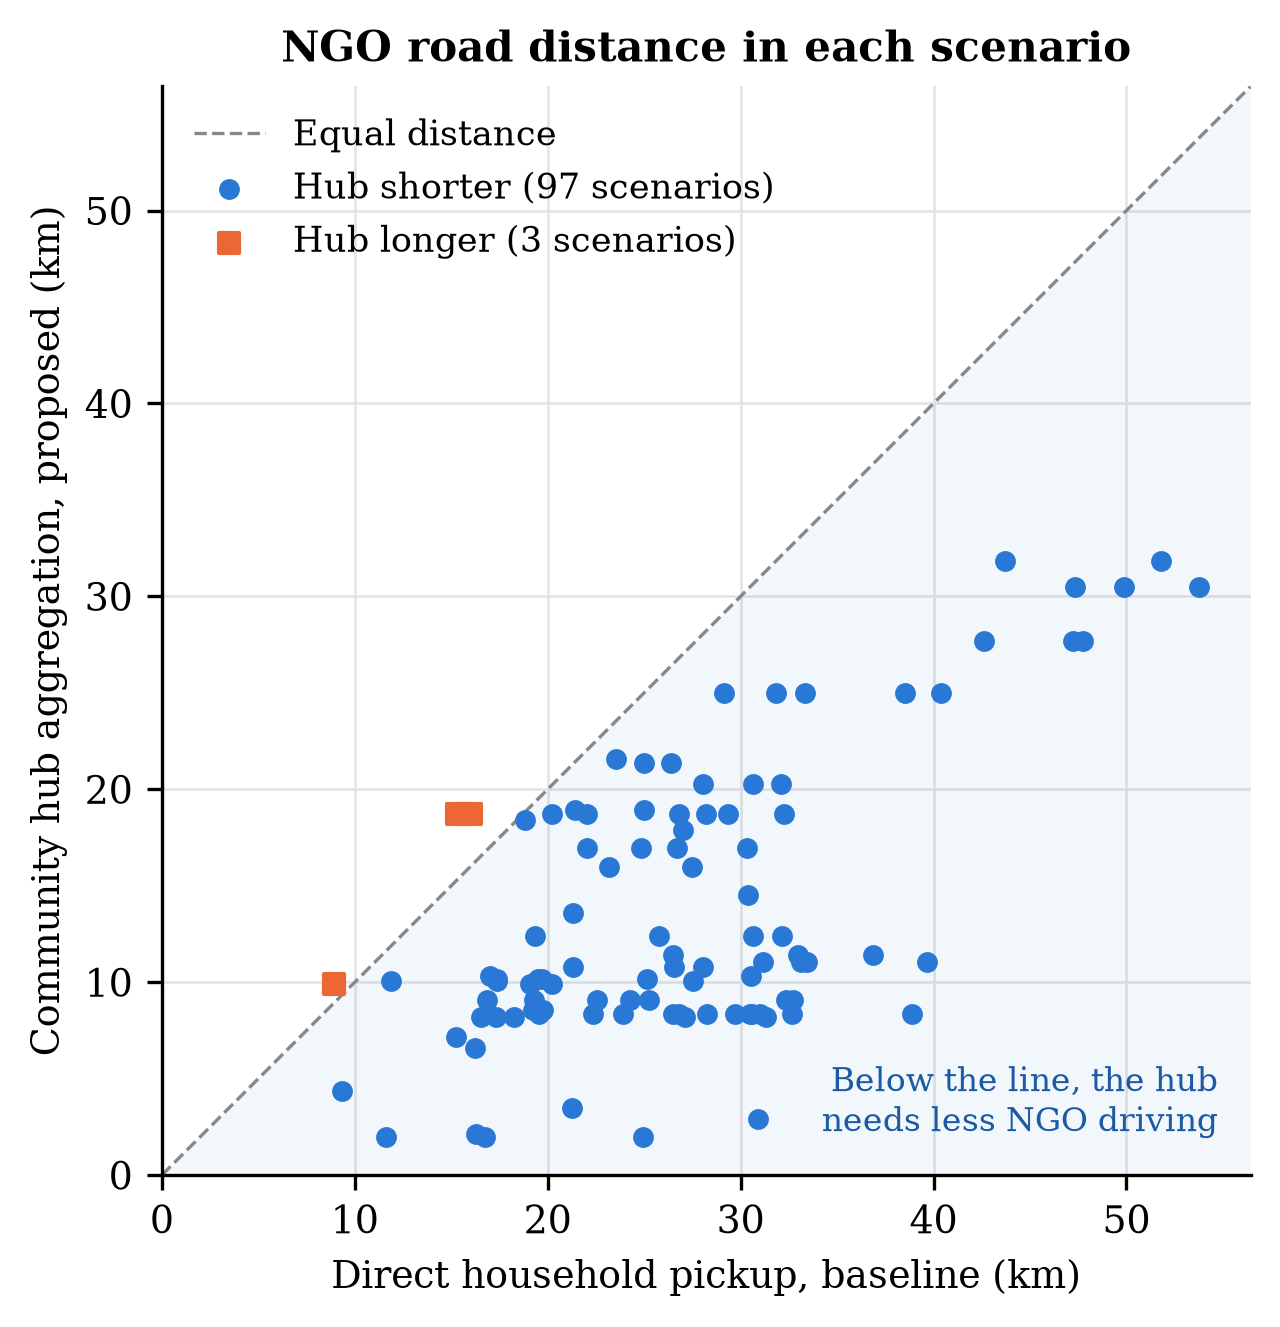 NGO road distance in each scenario
Equal distance
Hub shorter (97 scenarios)
Hub longer (3 scenarios)
Community hub aggregation, proposed (km)
50
40
30
20
10
0
Below the line, the hub
needs less NGO driving
0 10 20 30 40 50
Direct household pickup, baseline (km)